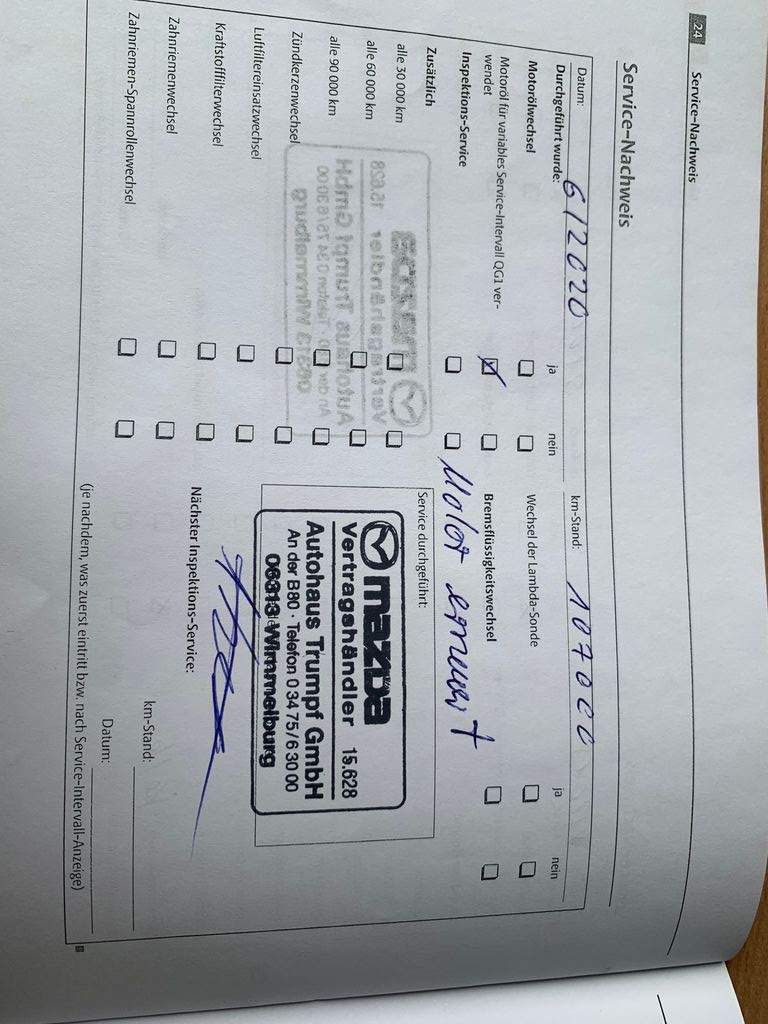 24 Service-Nachweis
Service-Nachweis
Datum: 6/2020 km-Stand: 107000
Durchgeführt wurde: ja nein ja nein
Motorölwechsel Wechsel der Lambda-Sonde
Motoröl für variables Service-Intervall QG1 ver-
wendet Bremsflüssigkeitswechsel
Inspektions-Service Motor erneuert
Zusätzlich Service durchgeführt:
alle 30 000 km
alle 60 000 km
alle 90 000 km
Zündkerzenwechsel
Luftfiltereinsatzwechsel
Kraftstofffilterwechsel
Zahnriemenwechsel
Zahnriemen-Spannrollenwechsel
mazda
Vertragshändler 15.628
Autohaus Trumpf GmbH
An der B80 · Telefon 0 34 75/6 30 00
06313 Wimmelburg
Nächster Inspektions-Service:
km-Stand:
Datum:
(je nachdem, was zuerst eintritt bzw. nach Service-Intervall-Anzeige)